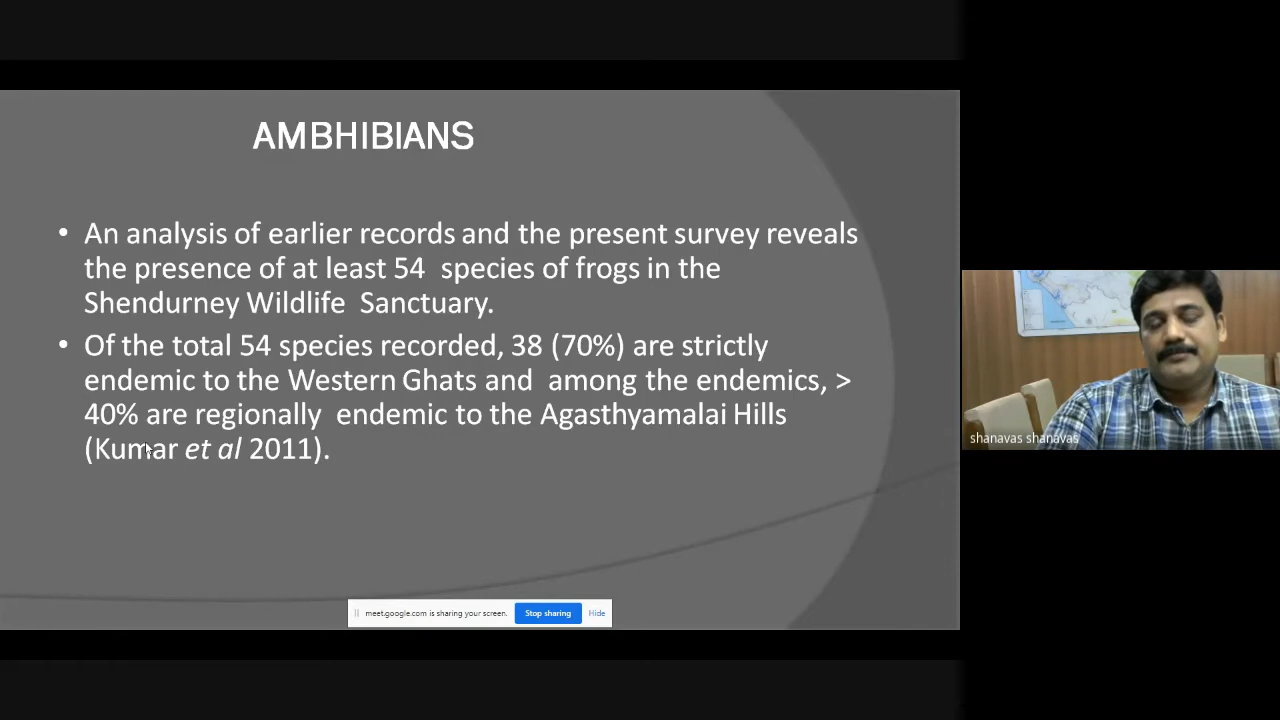 AMBHIBIANS
• An analysis of earlier records and the present survey reveals
the presence of at least 54 species of frogs in the
Shendurney Wildlife Sanctuary.
• Of the total 54 species recorded, 38 (70%) are strictly
endemic to the Western Ghats and among the endemics, >
40% are regionally endemic to the Agasthyamalai Hills
(Kumar et al 2011).
shanavas shanavas
meet.google.com is sharing your screen. Stop sharing Hide